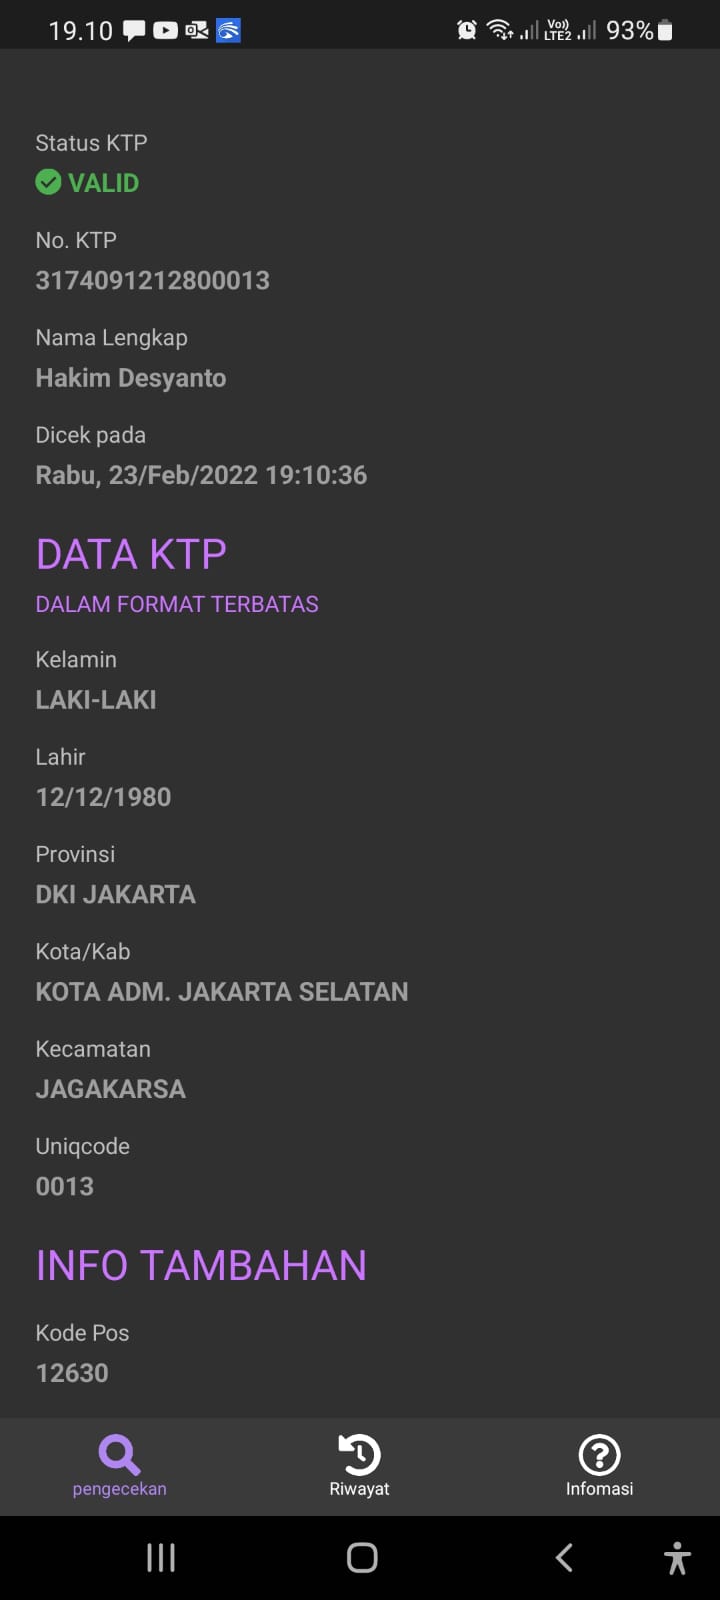 19.10 Vo)) LTE2 93%
Status KTP
VALID
No. KTP
3174091212800013
Nama Lengkap
Hakim Desyanto
Dicek pada
Rabu, 23/Feb/2022 19:10:36
DATA KTP
DALAM FORMAT TERBATAS
Kelamin
LAKI-LAKI
Lahir
12/12/1980
Provinsi
DKI JAKARTA
Kota/Kab
KOTA ADM. JAKARTA SELATAN
Kecamatan
JAGAKARSA
Uniqcode
0013
INFO TAMBAHAN
Kode Pos
12630
pengecekan Riwayat Infomasi